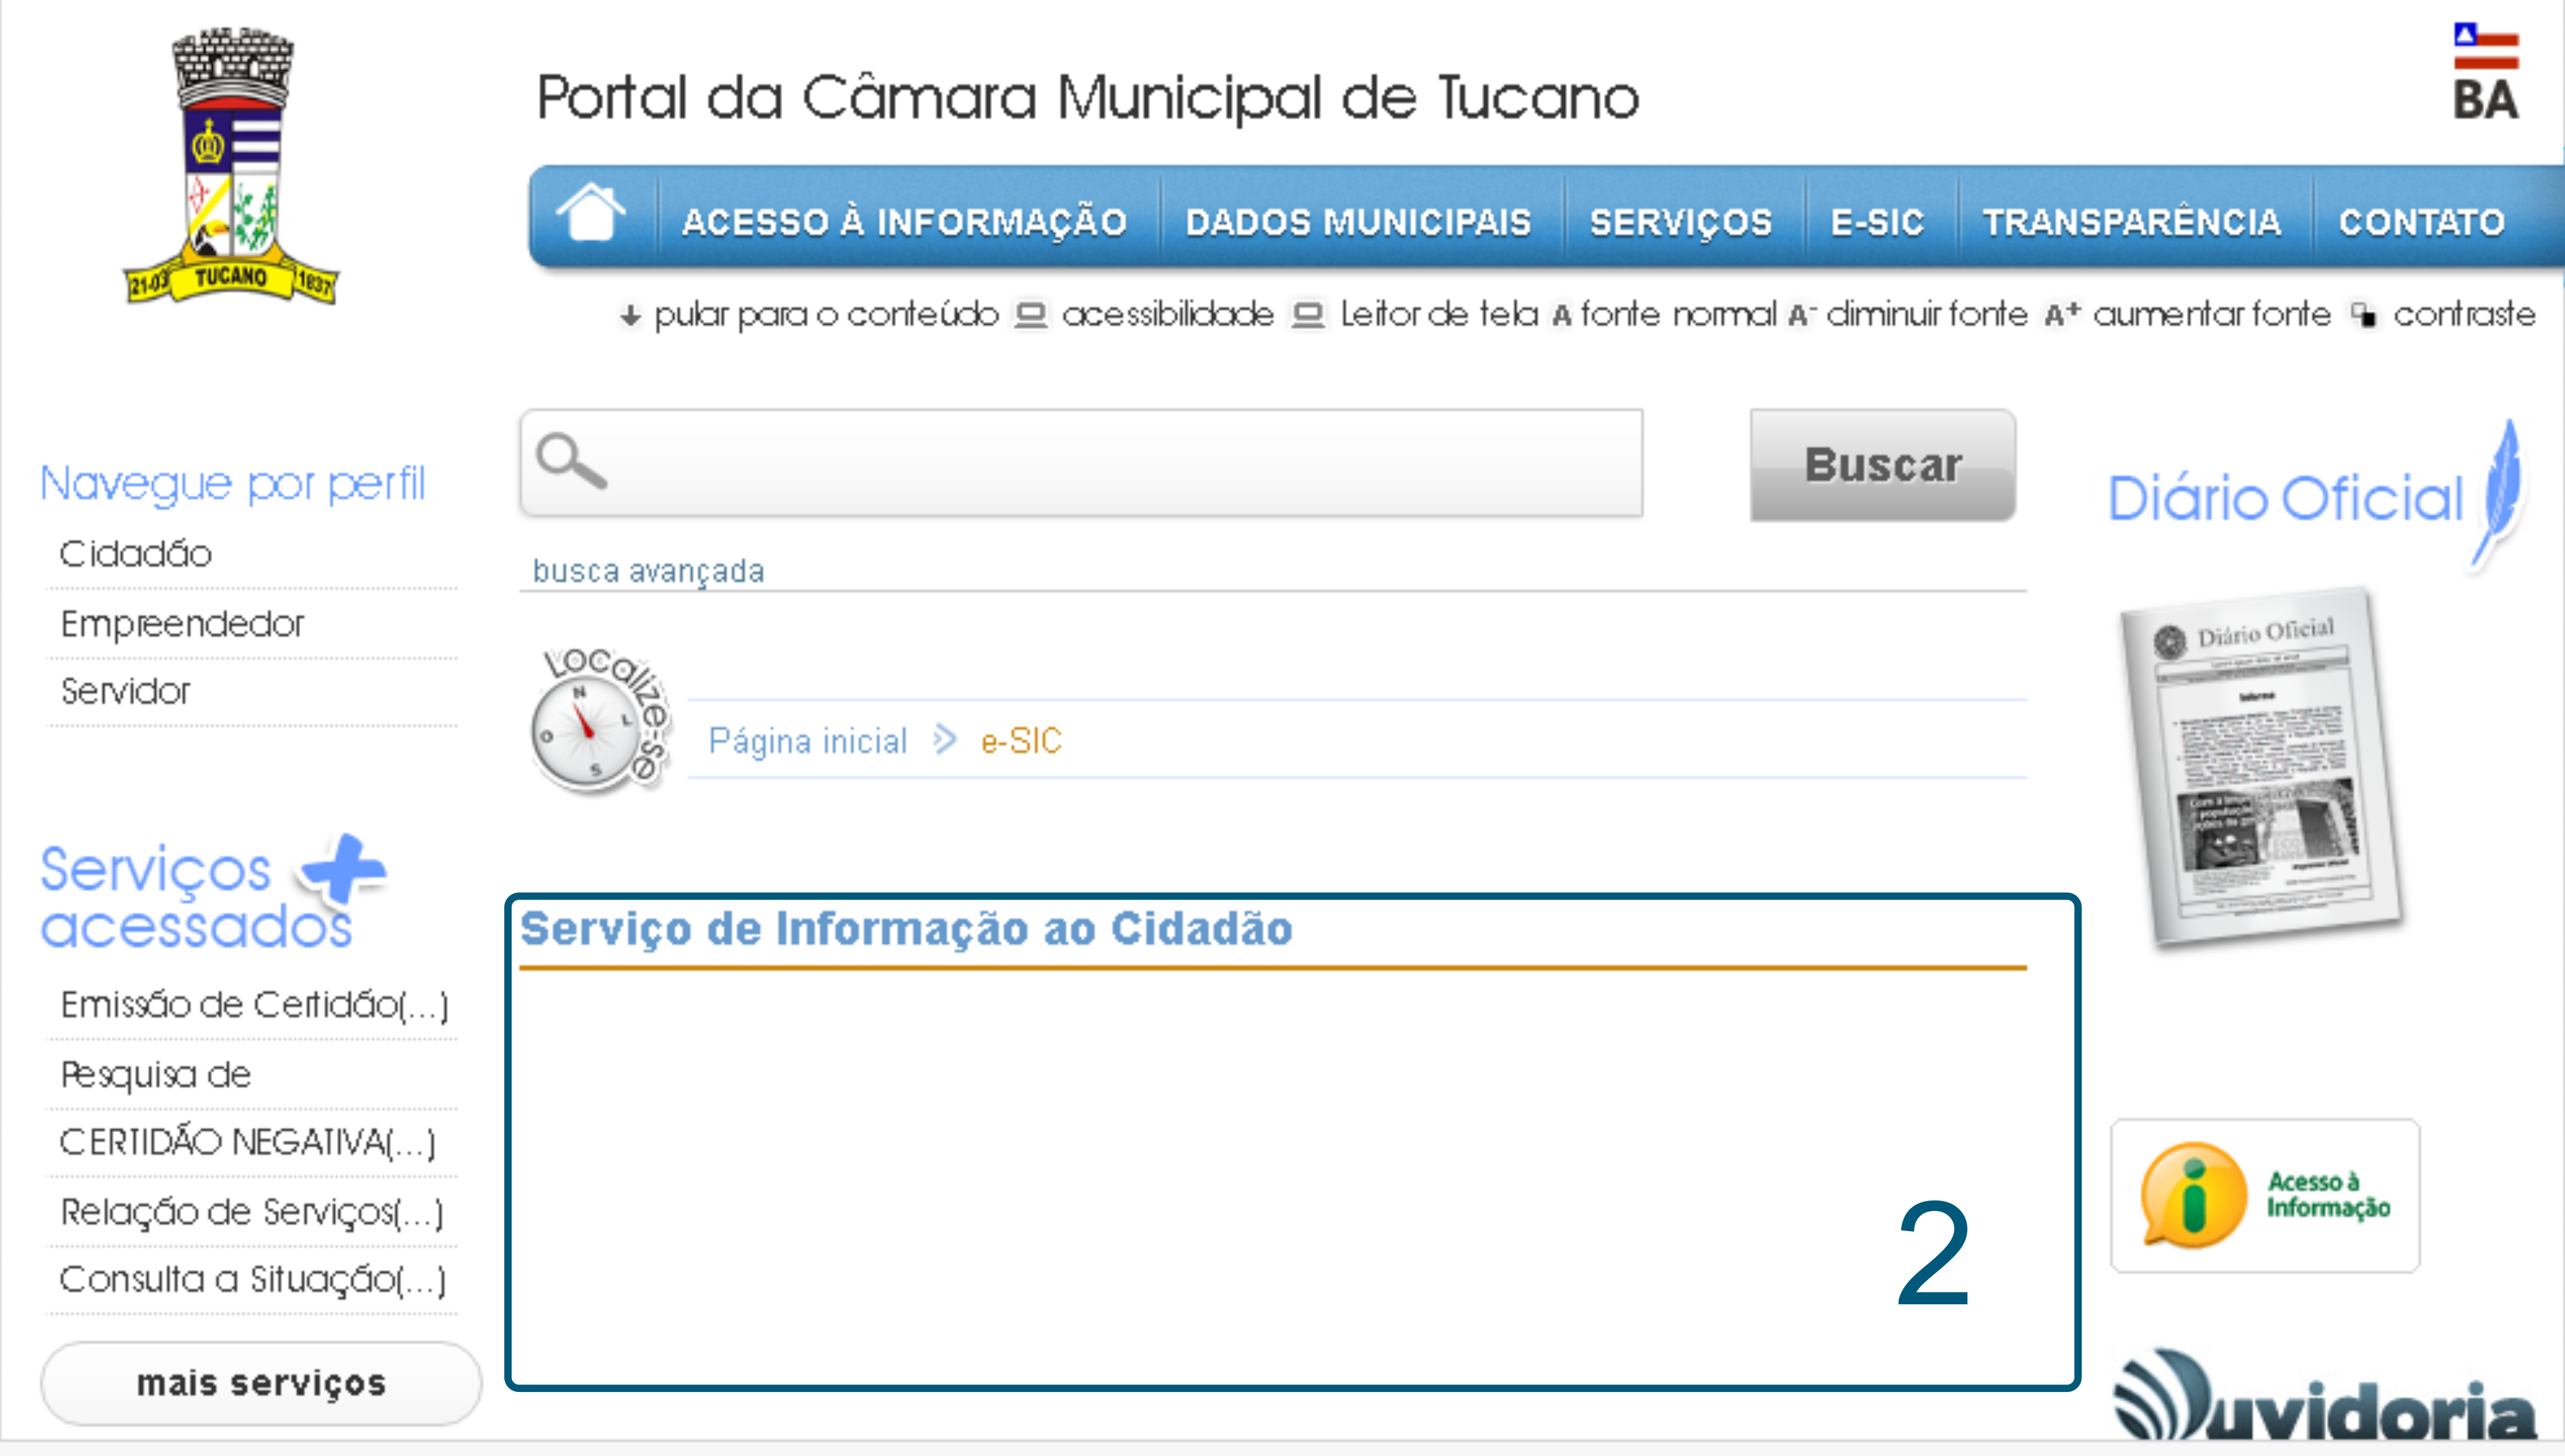 Portal da Câmara Municipal de Tucano
BA
21-03 TUCANO 1837
ACESSO À INFORMAÇÃO DADOS MUNICIPAIS SERVIÇOS E-SIC TRANSPARÊNCIA CONTATO
pular para o conteúdo acessibilidade Leitor de tela A fonte normal A- diminuir fonte A+ aumentar fonte contraste
Navegue por perfil
Cidadão
Empreendedor
Servidor
Serviços
acessados
Emissão de Certidão(...)
Pesquisa de
CERTIDÃO NEGATIVA(...)
Relação de Serviços(...)
Consulta a Situação(...)
mais serviços
Buscar
busca avançada
Localize-se
N
L
O
S
Página inicial e-SIC
Serviço de Informação ao Cidadão
2
Diário Oficial
Diário Oficial
Informe
Acesso à
Informação
Ouvidoria